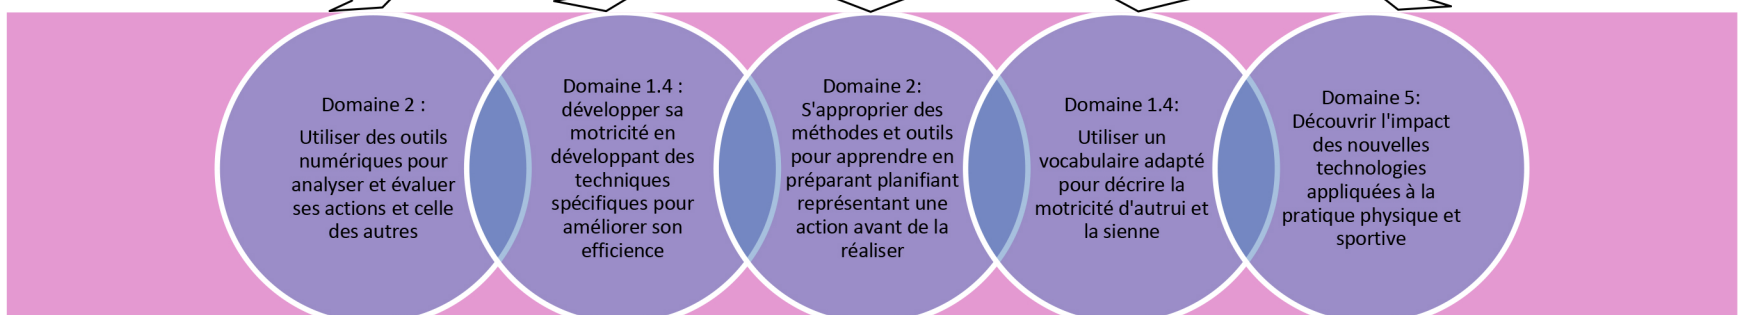 Domaine 2 :
Utiliser des outils
numériques pour
analyser et évaluer
ses actions et celle
des autres
Domaine 1.4 :
développer sa
motricité en
développant des
techniques
spécifiques pour
améliorer son
efficience
Domaine 2:
S'approprier des
méthodes et outils
pour apprendre en
préparant planifiant
représentant une
action avant de la
réaliser
Domaine 1.4:
Utiliser un
vocabulaire adapté
pour décrire la
motricité d'autrui et
la sienne
Domaine 5:
Découvrir l'impact
des nouvelles
technologies
appliquées à la
pratique physique et
sportive